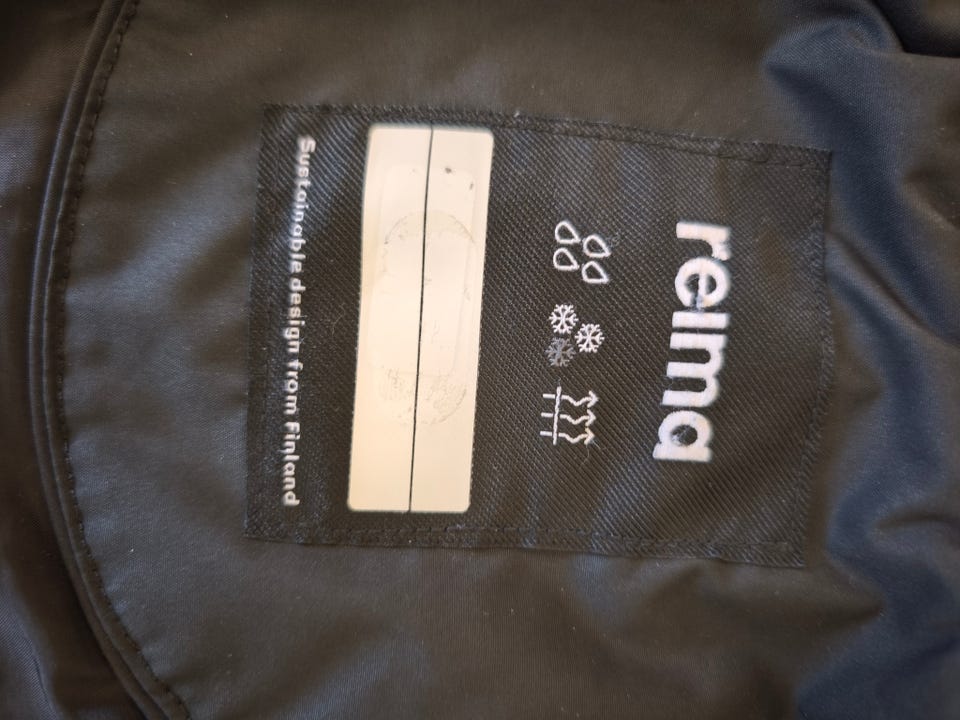 reima
Sustainable design from Finland